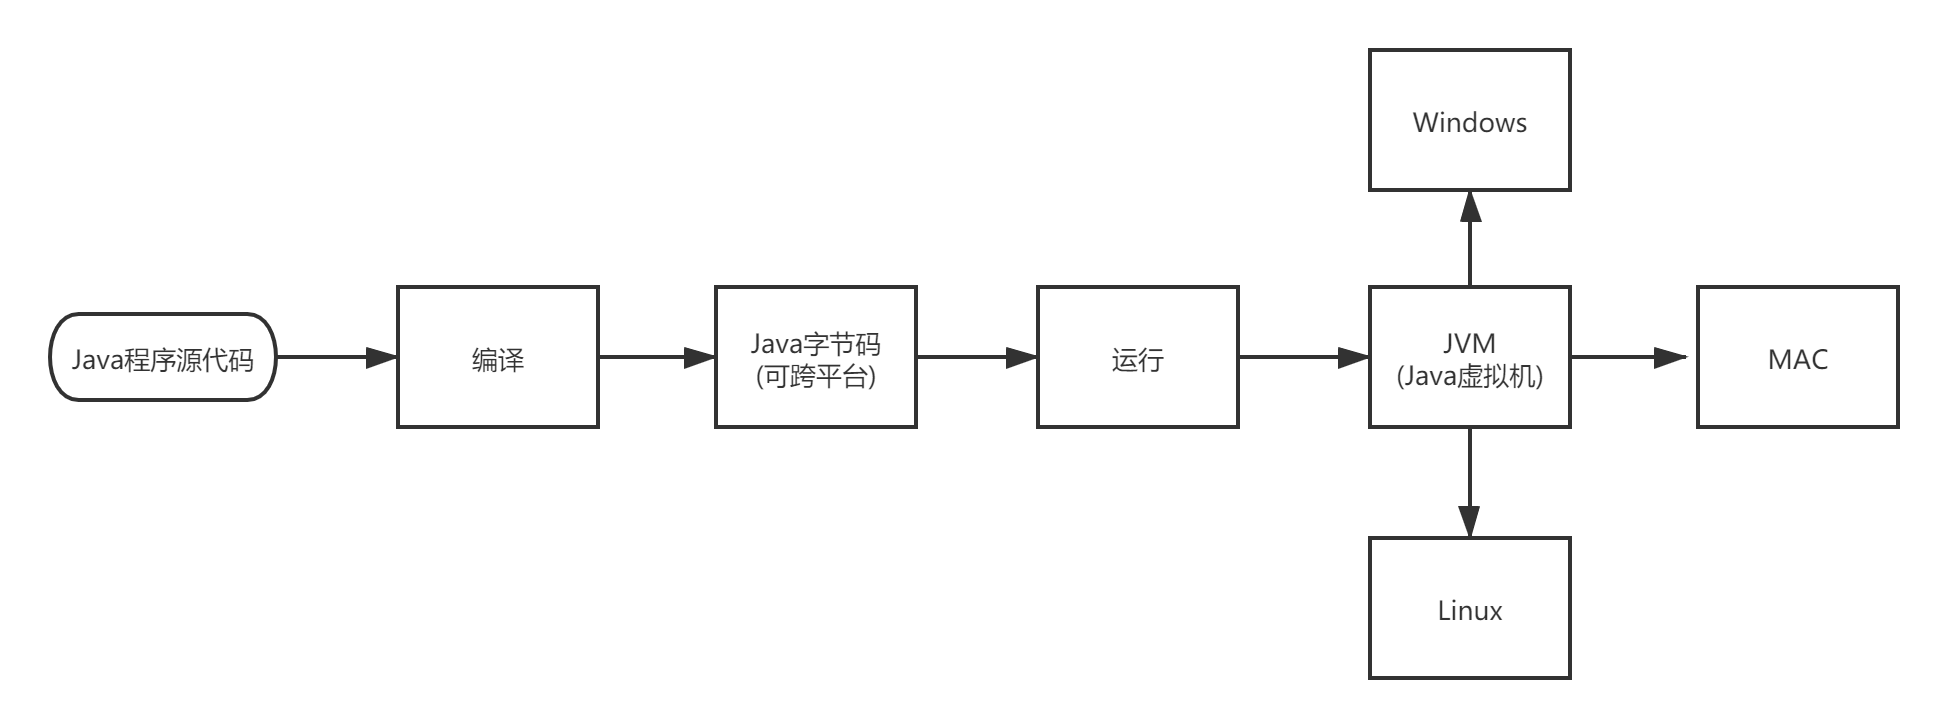 Windows
Java程序源代码
编译
Java字节码
(可跨平台)
运行
JVM
(Java虚拟机)
MAC
Linux